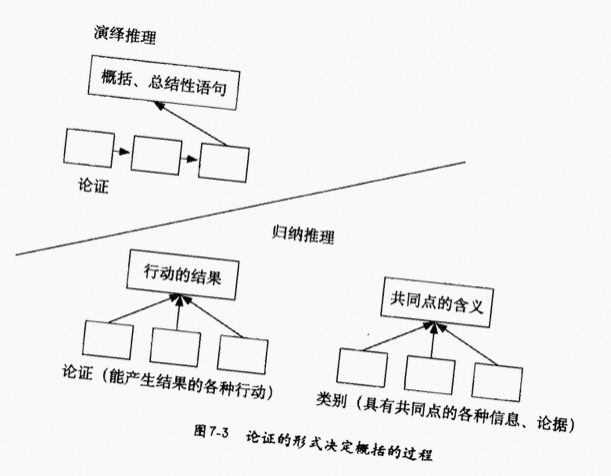 演绎推理
概括、总结性语句
论证
归纳推理
行动的结果
共同点的含义
论证（能产生结果的各种行动）
类别（具有共同点的各种信息、论据）
图7-3 论证的形式决定概括的过程